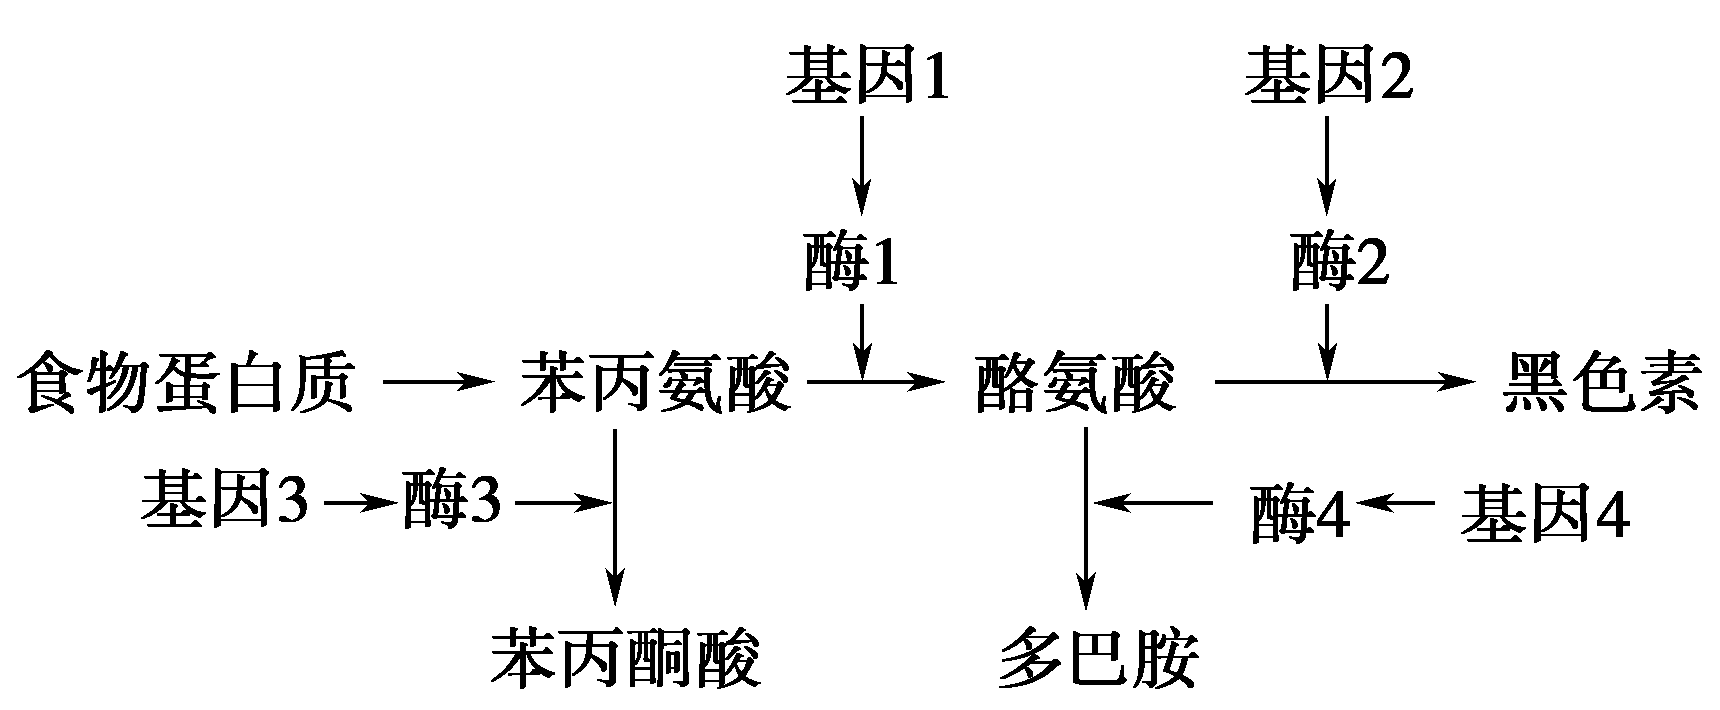 基因1 基因2
酶1 酶2
食物蛋白质 苯丙氨酸 酪氨酸 黑色素
基因3 酶3 酶4 基因4
苯丙酮酸 多巴胺